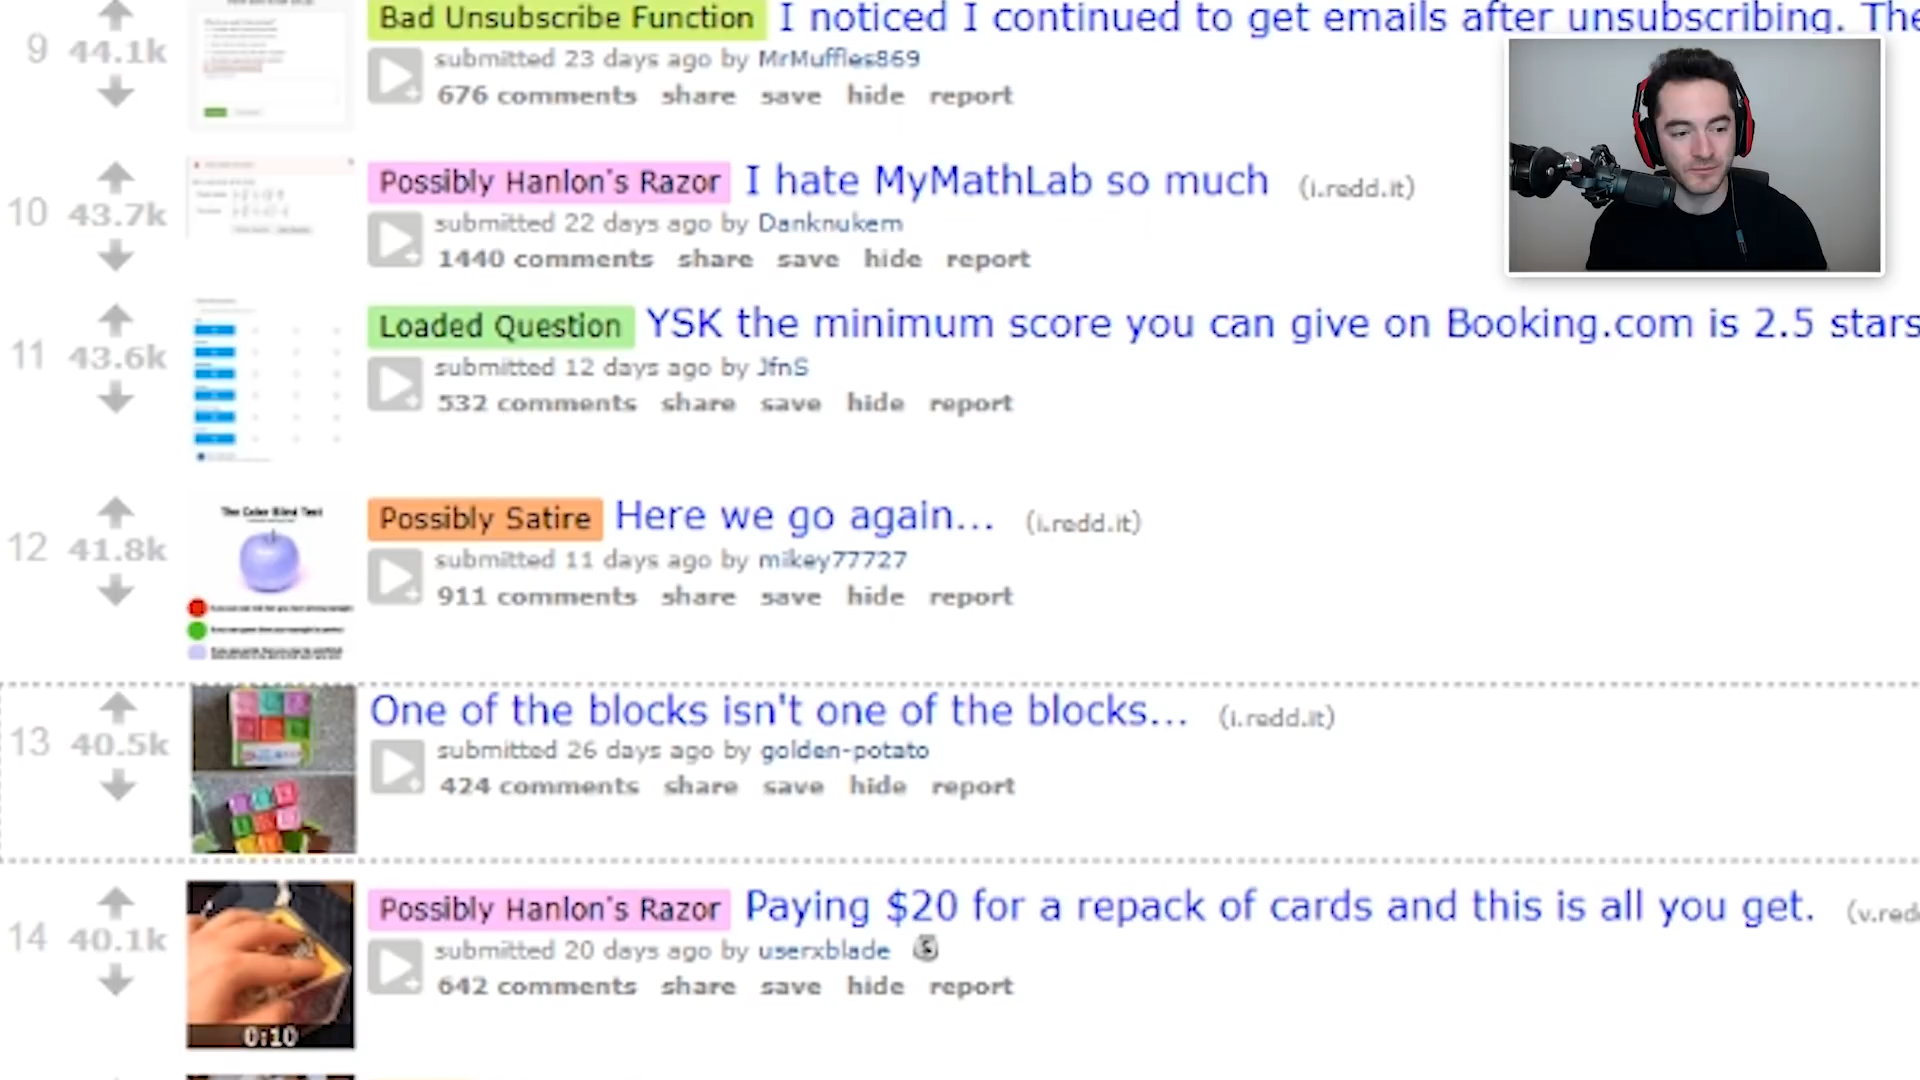 Bad Unsubscribe Function I noticed I continued to get emails after unsubscribing. The
9 44.1k submitted 23 days ago by MrMuffles869
676 comments share save hide report
Possibly Hanlon's Razor I hate MyMathLab so much (i.redd.it)
10 43.7k submitted 22 days ago by Danknukem
1440 comments share save hide report
Loaded Question YSK the minimum score you can give on Booking.com is 2.5 stars
11 43.6k submitted 12 days ago by JfnS
532 comments share save hide report
The Color Blind Test
Possibly Satire Here we go again... (i.redd.it)
12 41.8k submitted 11 days ago by mikey77727
911 comments share save hide report
One of the blocks isn't one of the blocks... (i.redd.it)
13 40.5k submitted 26 days ago by golden-potato
424 comments share save hide report
Possibly Hanlon's Razor Paying $20 for a repack of cards and this is all you get. (v.red
14 40.1k submitted 20 days ago by userxblade
642 comments share save hide report
0:10